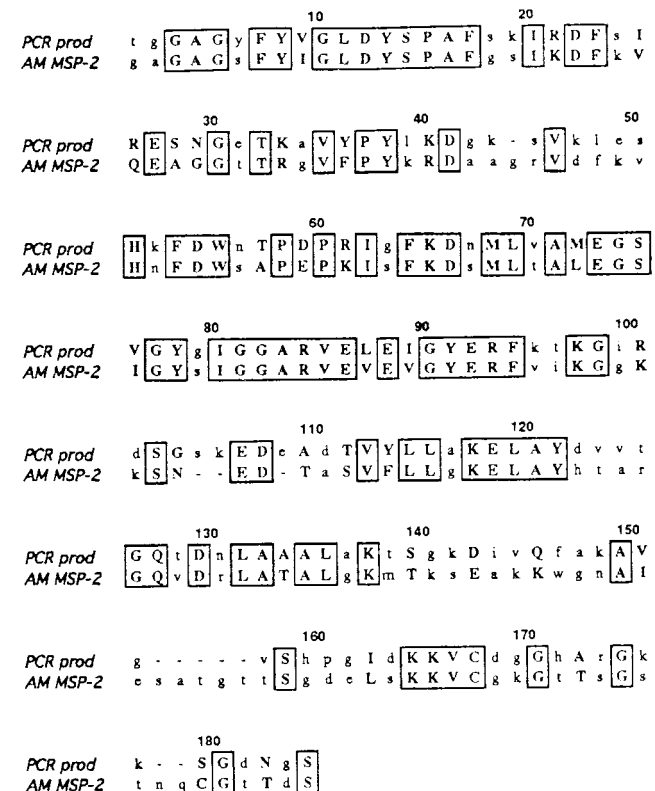 10 20
PCR prod t g G A G y F Y V G L D Y S P A F s k I R D F s I
AM MSP-2 g a G A G s F Y I G L D Y S P A F g s I K D F k V
30 40 50
PCR prod R E S N G e T K a V Y P Y l K D g k - s V k l e s
AM MSP-2 Q E A G G t T R g V F P Y k R D a a g r V d f k v
60 70
PCR prod H k F D W n T P D P R I g F K D n M L v A M E G S
AM MSP-2 H n F D W s A P E P K I s F K D s M L t A L E G S
80 90 100
PCR prod V G Y g I G G A R V E L E I G Y E R F k t K G i R
AM MSP-2 I G Y s I G G A R V E V E V G Y E R F v i K G g K
110 120
PCR prod d S G s k E D e A d T V Y L L a K E L A Y d v v t
AM MSP-2 k S N - - E D - T a S V F L L g K E L A Y h t a r
130 140 150
PCR prod G Q t D n L A A A L a K t S g k D i v Q f a k A V
AM MSP-2 G Q v D r L A T A L g K m T k s E a k K w g n A I
160 170
PCR prod g - - - - - v S h p g I d K K V C d g G h A r G k
AM MSP-2 e s a t g t t S g d e L s K K V C g k G t T s G s
180
PCR prod k - - S G d N g S
AM MSP-2 t n q C G t T d S